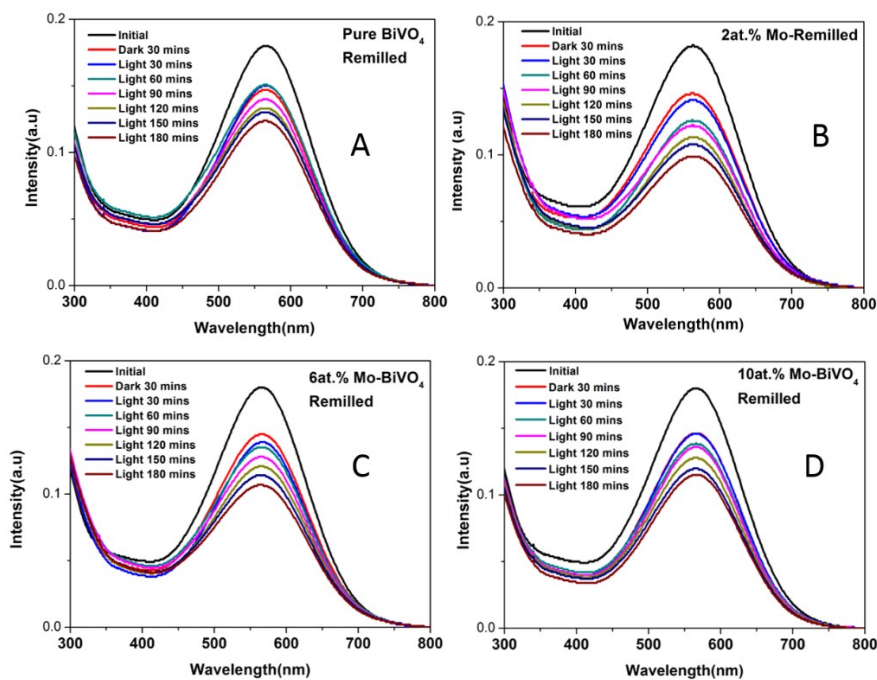 Intensity(a.u)
0.2
0.1
0.0
Initial
Dark 30 mins
Light 30 mins
Light 60 mins
Light 90 mins
Light 120 mins
Light 150 mins
Light 180 mins
Pure BiVO4
Remilled
A
300 400 500 600 700 800
Wavelength(nm)
Intensity(a.u)
0.2
0.1
0.0
Initial
Dark 30 mins
Light 30 mins
Light 60 mins
Light 90 mins
Light 120 mins
Light 150 mins
Light 180 mins
2at.% Mo-Remilled
B
300 400 500 600 700 800
Wavelength(nm)
Intensity(a.u)
0.2
0.1
0.0
Initial
Dark 30 mins
Light 30 mins
Light 60 mins
Light 90 mins
Light 120 mins
Light 150 mins
Light 180 mins
6at.% Mo-BiVO4
Remilled
C
300 400 500 600 700 800
Wavelength(nm)
Intensity(a.u)
0.2
0.1
0.0
Initial
Dark 30 mins
Light 30 mins
Light 60 mins
Light 90 mins
Light 120 mins
Light 150 mins
Light 180 mins
10at.% Mo-BiVO4
Remilled
D
300 400 500 600 700 800
Wavelength(nm)